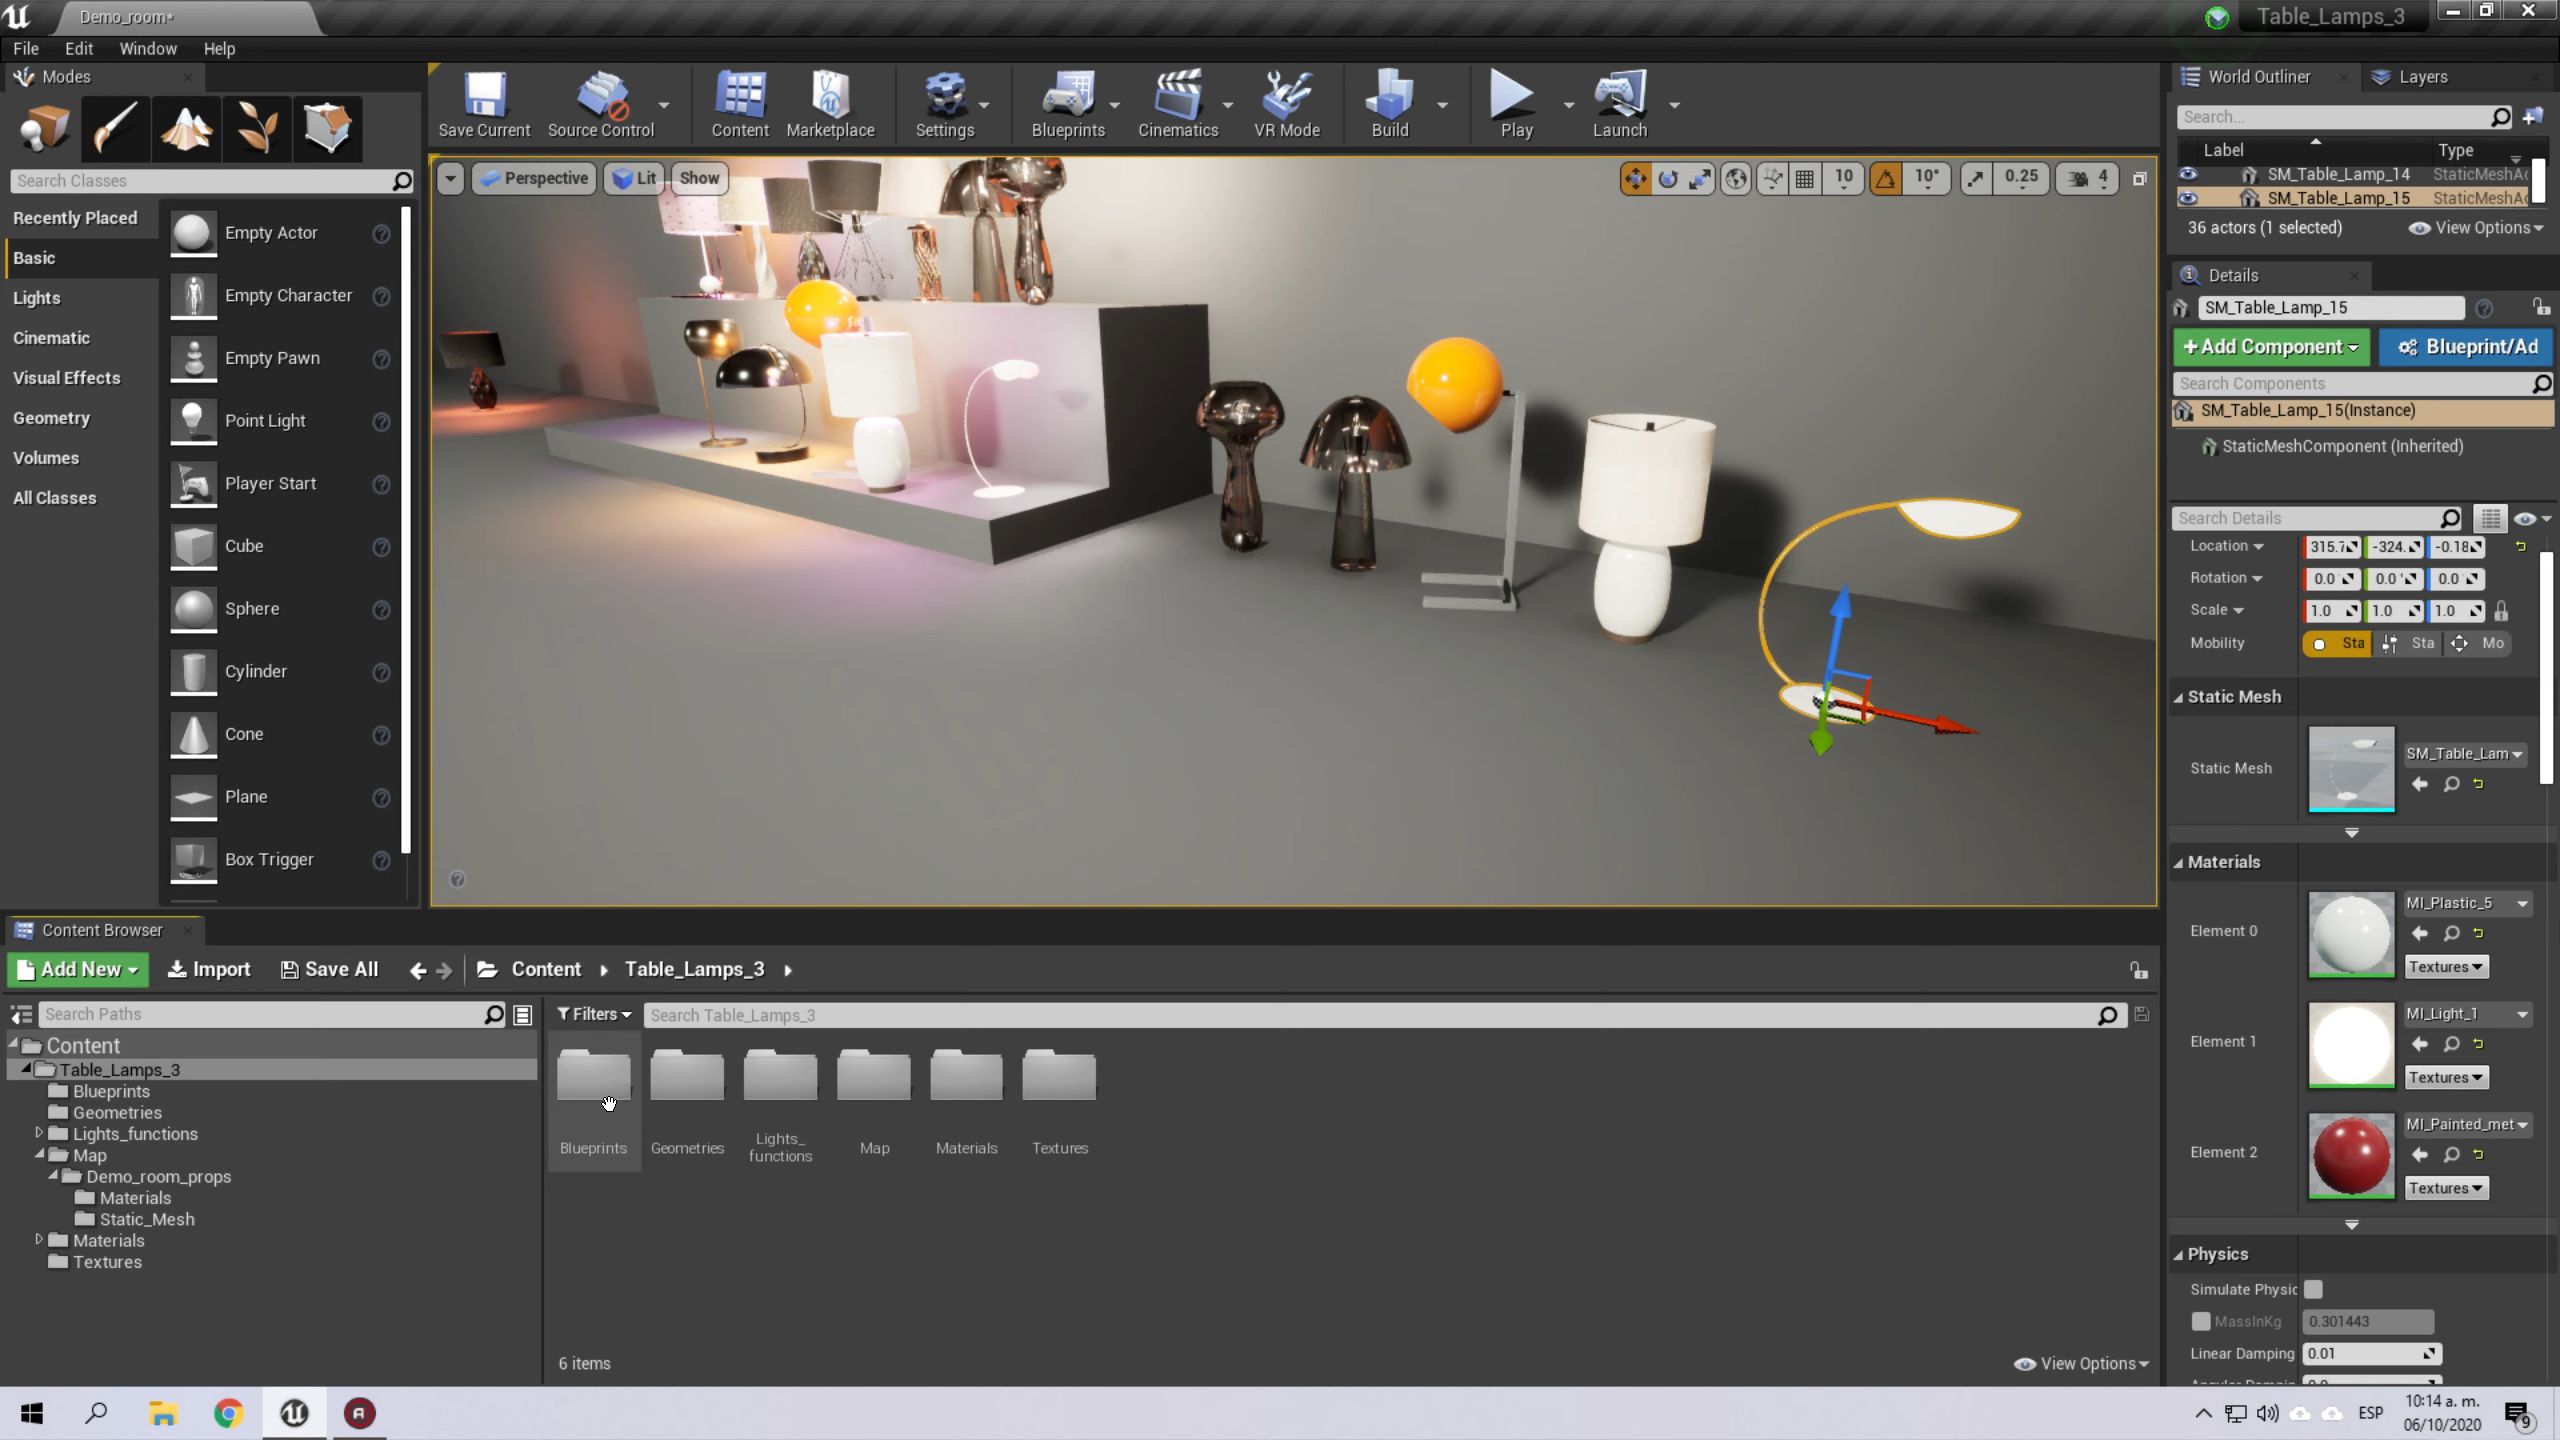 Demo_room*
Table_Lamps_3
File Edit Window Help
Modes
Search Classes
Recently Placed
Basic
Lights
Cinematic
Visual Effects
Geometry
Volumes
All Classes
Empty Actor
Empty Character
Empty Pawn
Point Light
Player Start
Cube
Sphere
Cylinder
Cone
Plane
Box Trigger
Save Current
Source Control
Content
Marketplace
Settings
Blueprints
Cinematics
VR Mode
Build
Play
Launch
Perspective Lit Show
10 10° 0.25 4
World Outliner Layers
Search...
Label Type
SM_Table_Lamp_14 StaticMeshAc
SM_Table_Lamp_15 StaticMeshAc
36 actors (1 selected) View Options
Details
SM_Table_Lamp_15
+Add Component Blueprint/Ad
Search Components
SM_Table_Lamp_15(Instance)
StaticMeshComponent (Inherited)
Search Details
Location 315.7 -324. -0.18
Rotation 0.0 0.0 ° 0.0
Scale 1.0 1.0 1.0
Mobility Sta Sta Mo
Static Mesh
Static Mesh SM_Table_Lam
Materials
Element 0 MI_Plastic_5
Textures
Element 1 MI_Light_1
Textures
Element 2 MI_Painted_met
Textures
Physics
Simulate Physic
MassInKg 0.301443
Linear Damping 0.01
Content Browser
Add New Import Save All Content Table_Lamps_3
Search Paths
Filters Search Table_Lamps_3
Content
Table_Lamps_3
Blueprints
Geometries
Lights_functions
Map
Demo_room_props
Materials
Static_Mesh
Materials
Textures
Blueprints
Geometries
Lights_
functions
Map
Materials
Textures
6 items
View Options
ESP
10:14 a. m.
06/10/2020
9